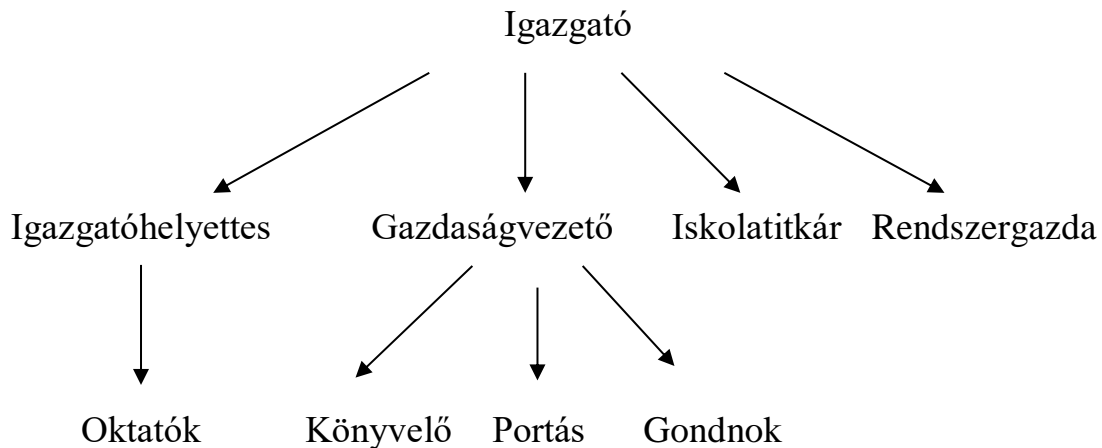 Igazgató
Igazgatóhelyettes Gazdaságvezető Iskolatitkár Rendszergazda
Oktatók Könyvelő Portás Gondnok